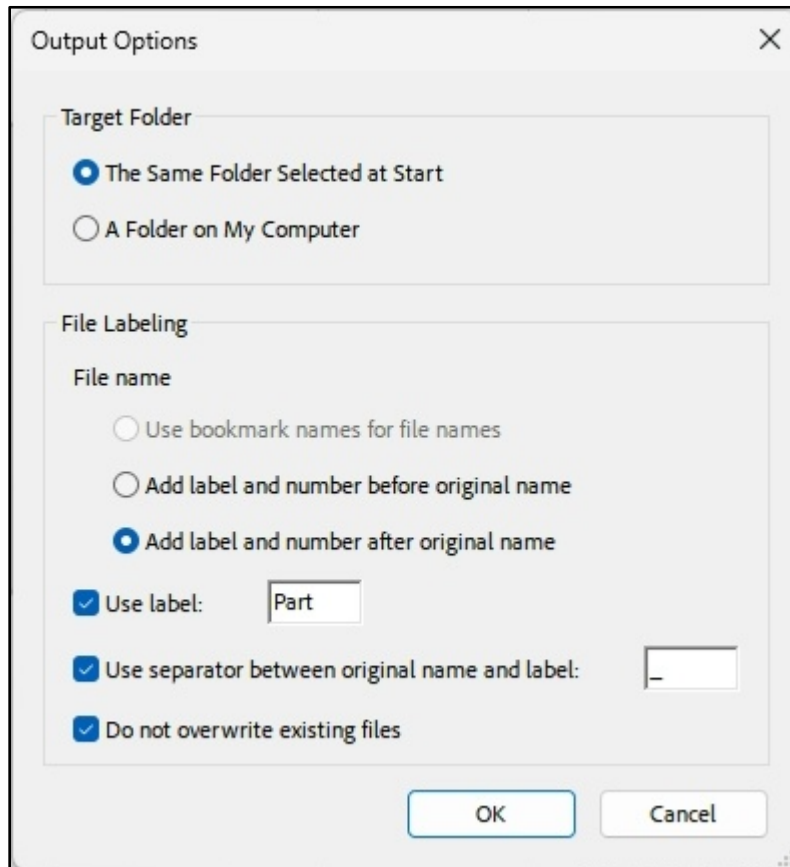 Output Options
Target Folder
The Same Folder Selected at Start
A Folder on My Computer
File Labeling
File name
Use bookmark names for file names
Add label and number before original name
Add label and number after original name
Use label: Part
Use separator between original name and label: _
Do not overwrite existing files
OK Cancel